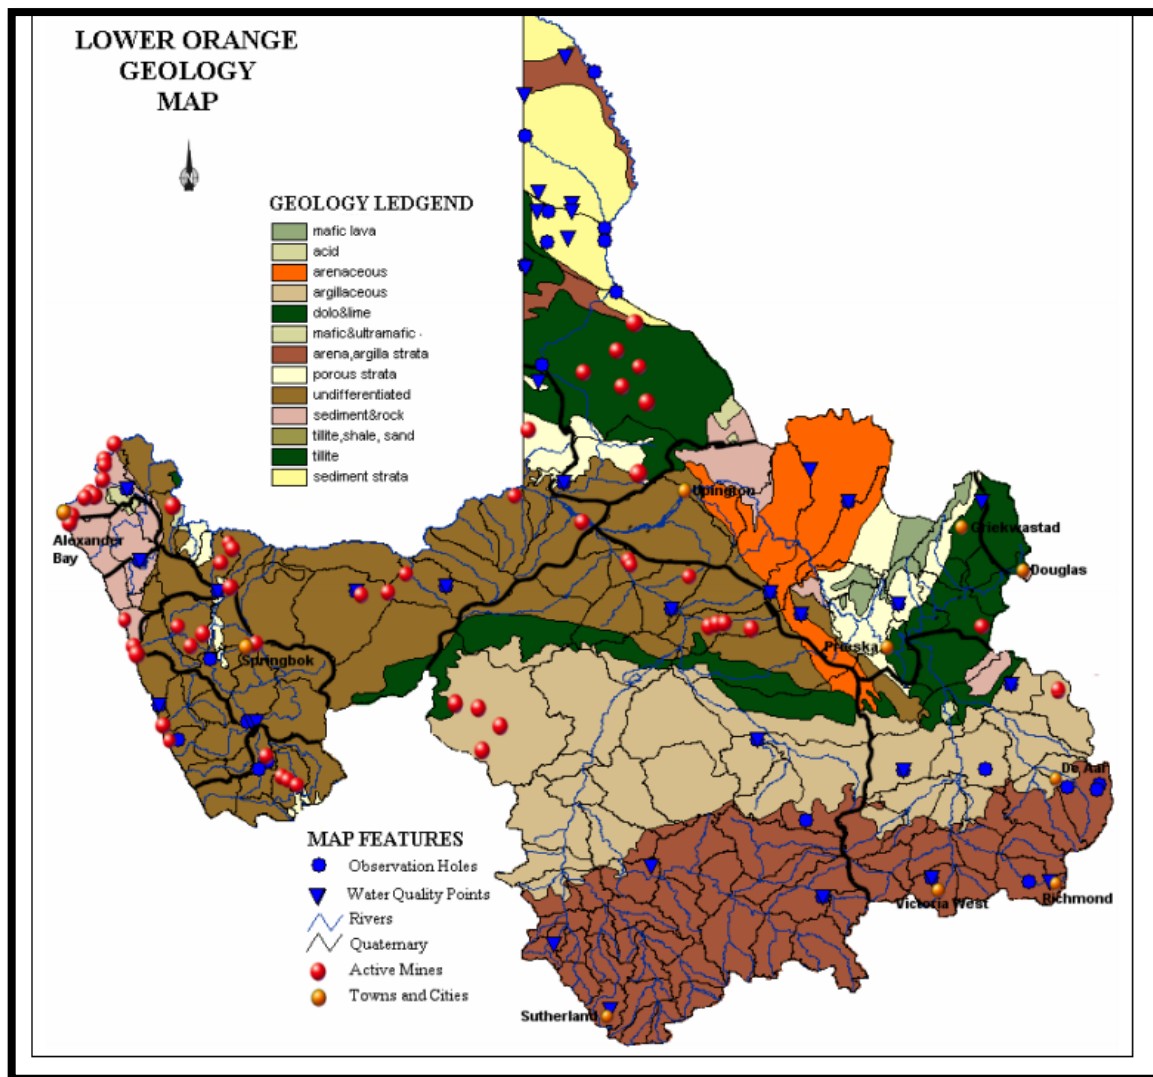 LOWER ORANGE
GEOLOGY
MAP
N
GEOLOGY LEDGEND
mafic lava
acid
arenaceous
argillaceous
dolo&lime
mafic&ultramafic -
arena,argilla strata
porous strata
undifferentiated
sediment&rock
tillite,shale, sand
tillite
sediment strata
Upington
Griekwastad
Alexander
Bay
Douglas
Prieska
Springbok
De Aar
MAP FEATURES
Observation Holes
Water Quality Points
Rivers
Quaternary
Active Mines
Towns and Cities
Victoria West
Richmond
Sutherland